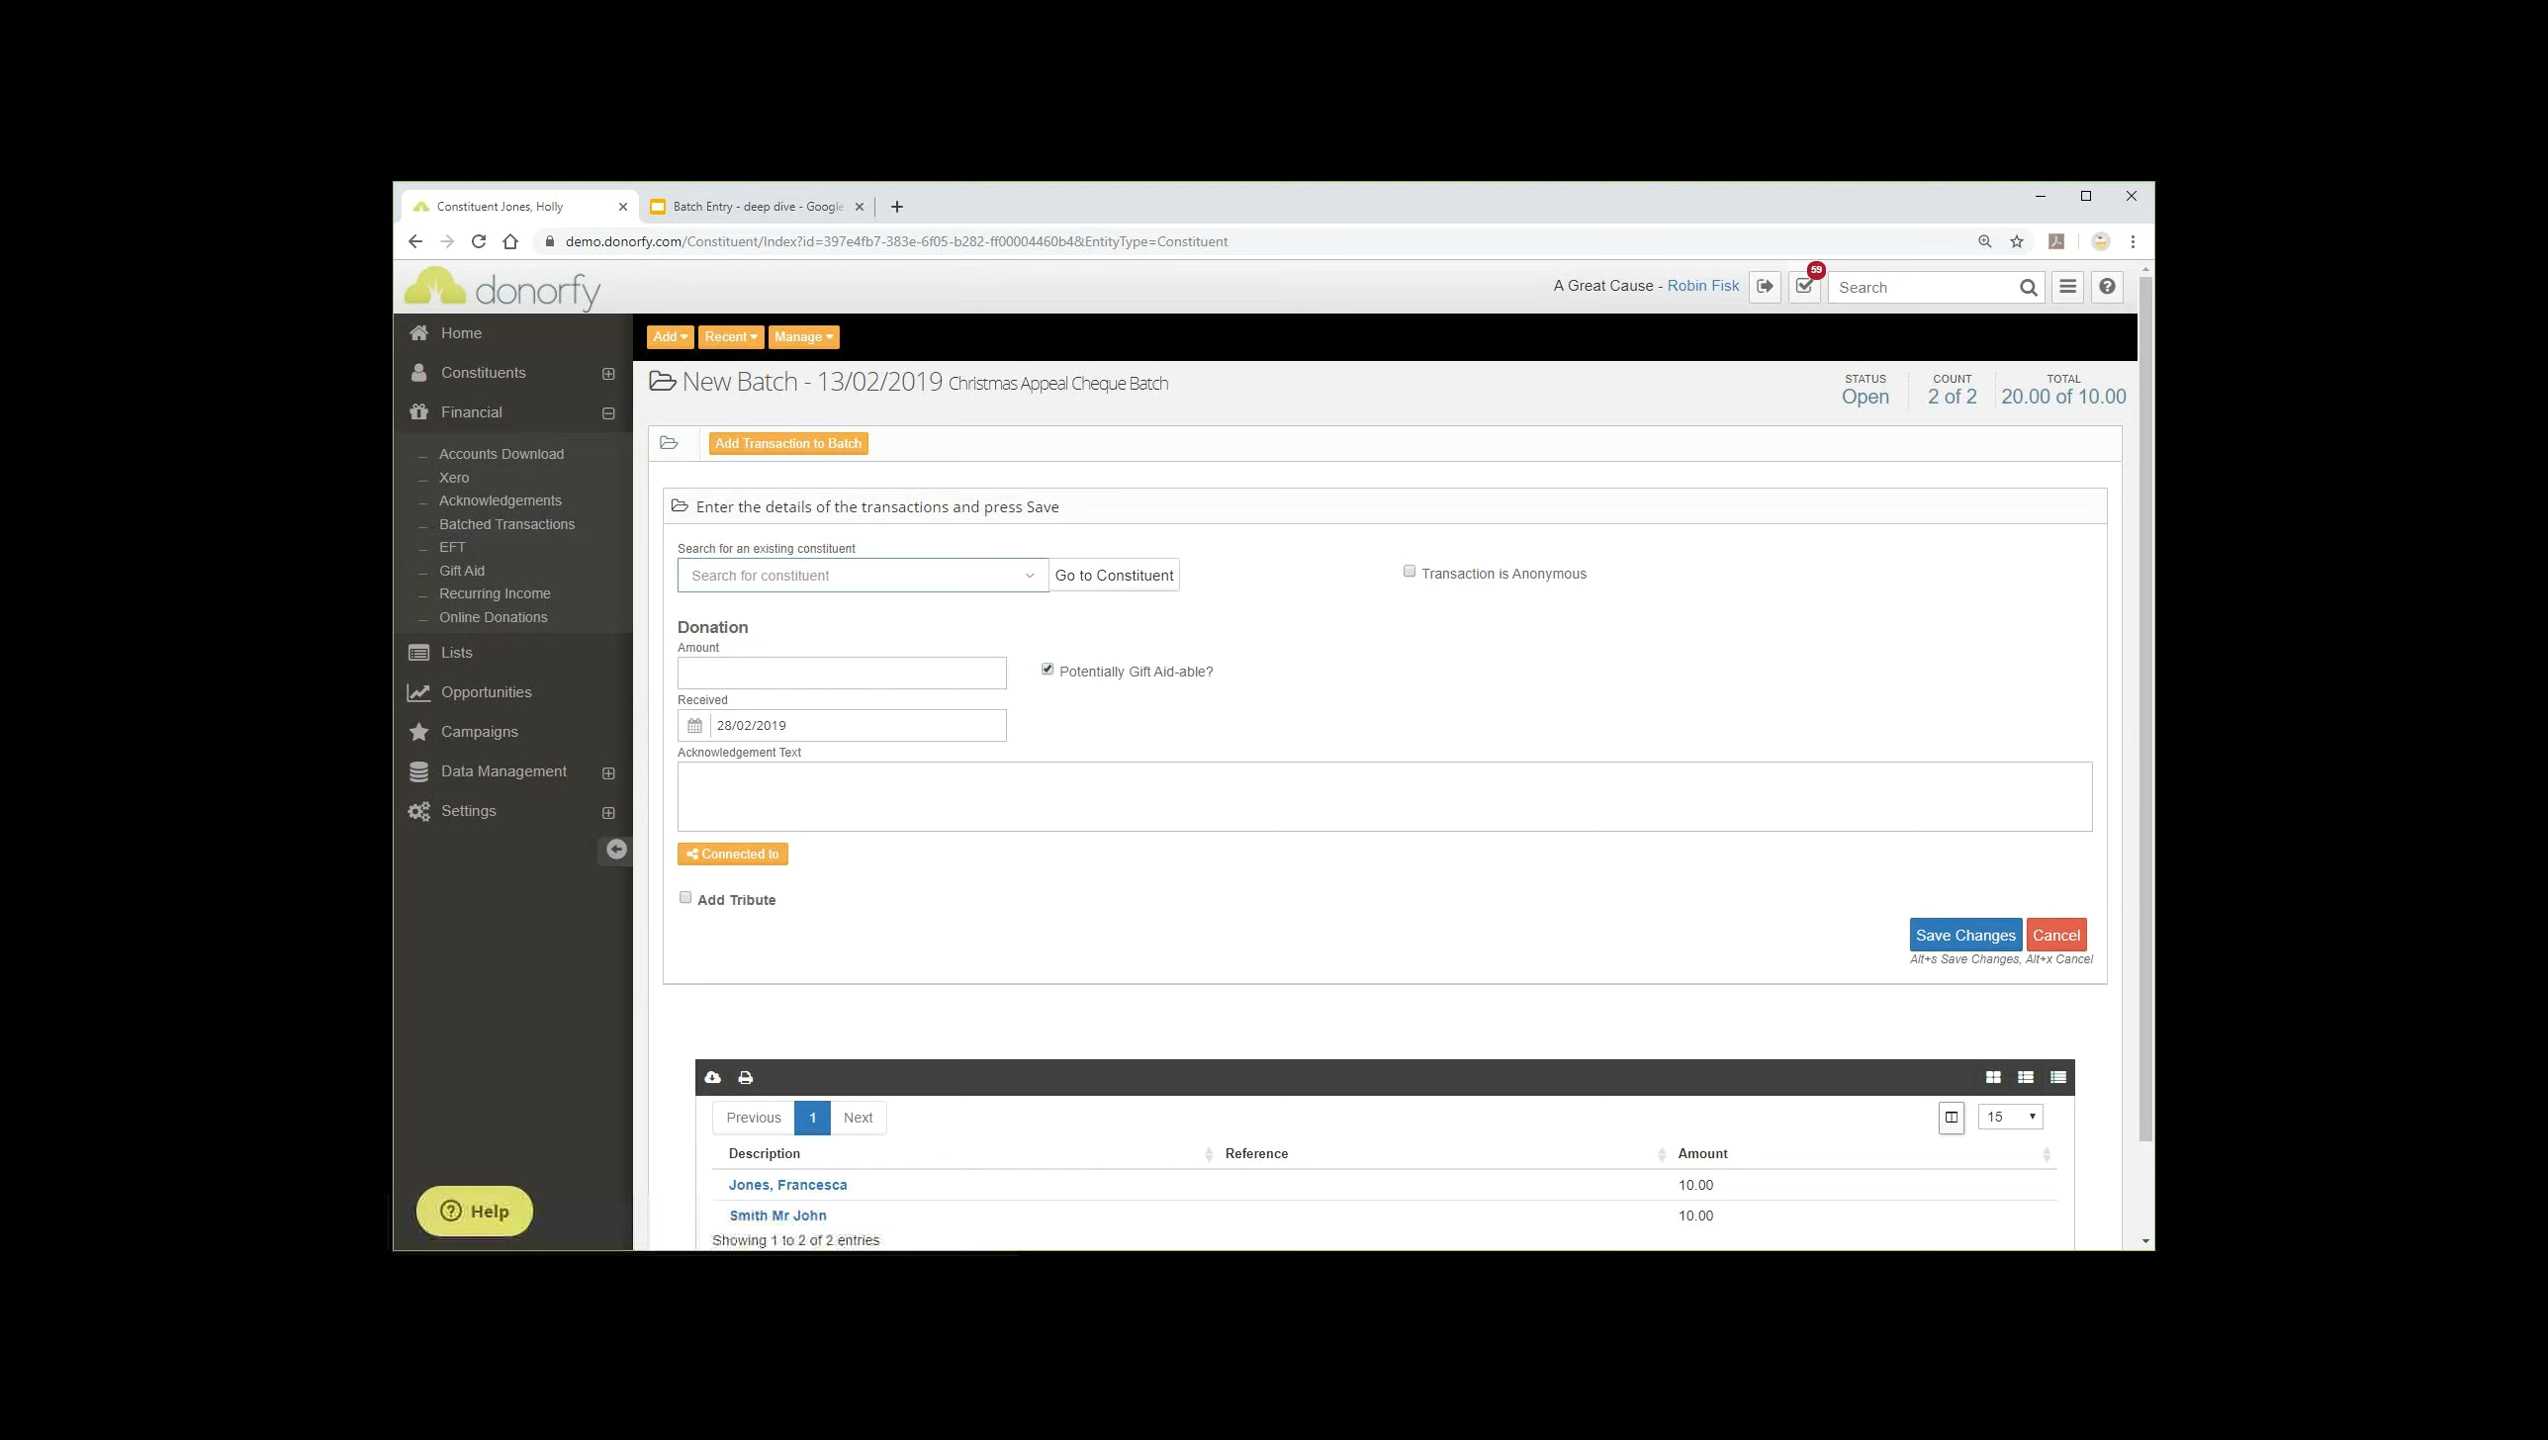 Constituent Jones, Holly
Batch Entry - deep dive - Google
demo.donorfy.com/Constituent/Index?id=397e4fb7-383e-6f05-b282-ff00004460b4&EntityType=Constituent
donorfy
A Great Cause - Robin Fisk
59
Search
Home
Constituents
Financial
Accounts Download
Xero
Acknowledgements
Batched Transactions
EFT
Gift Aid
Recurring Income
Online Donations
Lists
Opportunities
Campaigns
Data Management
Settings
Help
Add Recent Manage
New Batch - 13/02/2019 Christmas Appeal Cheque Batch
STATUS COUNT TOTAL
Open 2 of 2 20.00 of 10.00
Add Transaction to Batch
Enter the details of the transactions and press Save
Search for an existing constituent
Search for constituent Go to Constituent Transaction is Anonymous
Donation
Amount
Potentially Gift Aid-able?
Received
28/02/2019
Acknowledgement Text
Connected to
Add Tribute
Save Changes Cancel
Alt+s Save Changes, Alt+x Cancel
Previous 1 Next 15
Description Reference Amount
Jones, Francesca 10.00
Smith Mr John 10.00
Showing 1 to 2 of 2 entries